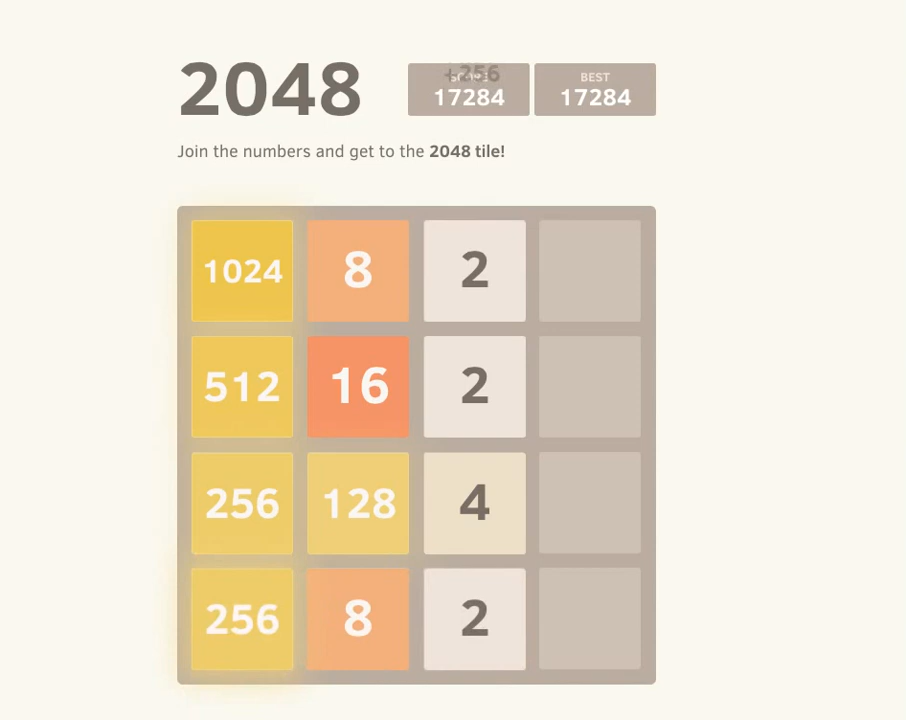 2048
+256
SCORE
17284
BEST
17284
Join the numbers and get to the 2048 tile!
1024 8 2
512 16 2
256 128 4
256 8 2